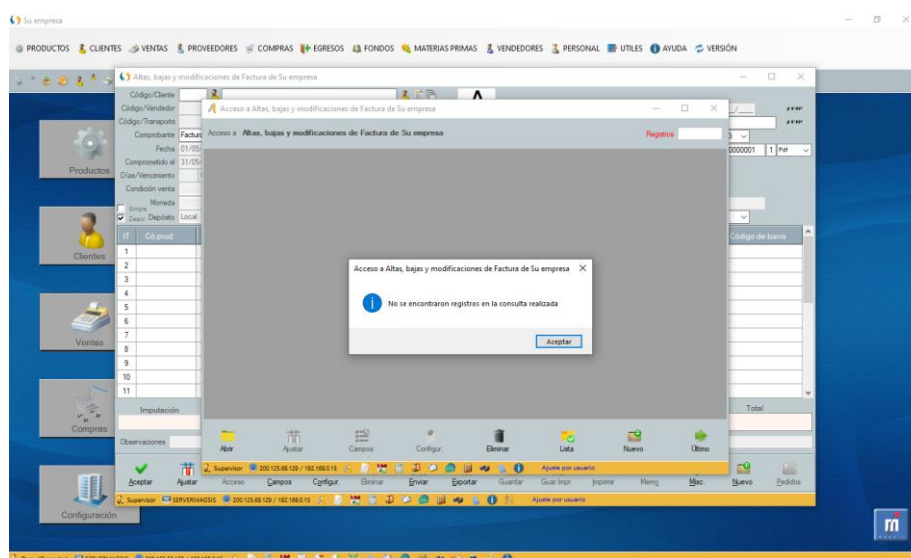 Su empresa
PRODUCTOS CLIENTES VENTAS PROVEEDORES COMPRAS EGRESOS FONDOS MATERIAS PRIMAS VENDEDORES PERSONAL UTILES AYUDA VERSIÓN
Altas, bajas y modificaciones de Factura de Su empresa
Código/Cliente
Código/Vendedor
Código/Transporte
Comprobante Factura
Fecha 01/05/
Comprometido el 31/05/
Días/Vencimiento
Condición venta
Moneda
Simple
Depósito Local
Acceso a Altas, bajas y modificaciones de Factura de Su empresa
Acceso a Altas, bajas y modificaciones de Factura de Su empresa Registros
0000001 1 Pdf
IT Có.prod. Código de barra
1
2
3
4
5
6
7
8
9
10
11
Acceso a Altas, bajas y modificaciones de Factura de Su empresa
No se encontraron registros en la consulta realizada
Aceptar
Productos
Clientes
Ventas
Compras
Configuración
Imputación Total
Observaciones
Abrir Ajustar Campos Configur. Eliminar Lista Nuevo Último
Supervisor 200.125.68.129 / 192.168.0.15 Ajuste por usuario
Aceptar Ajustar Acceso Campos Configur. Eliminar Enviar Exportar Guardar Guar.Impr. Imprimir Memo Misc. Nuevo Pedidos
Supervisor SERVERMAGSIS 200.125.68.129 / 192.168.0.15 Ajuste por usuario